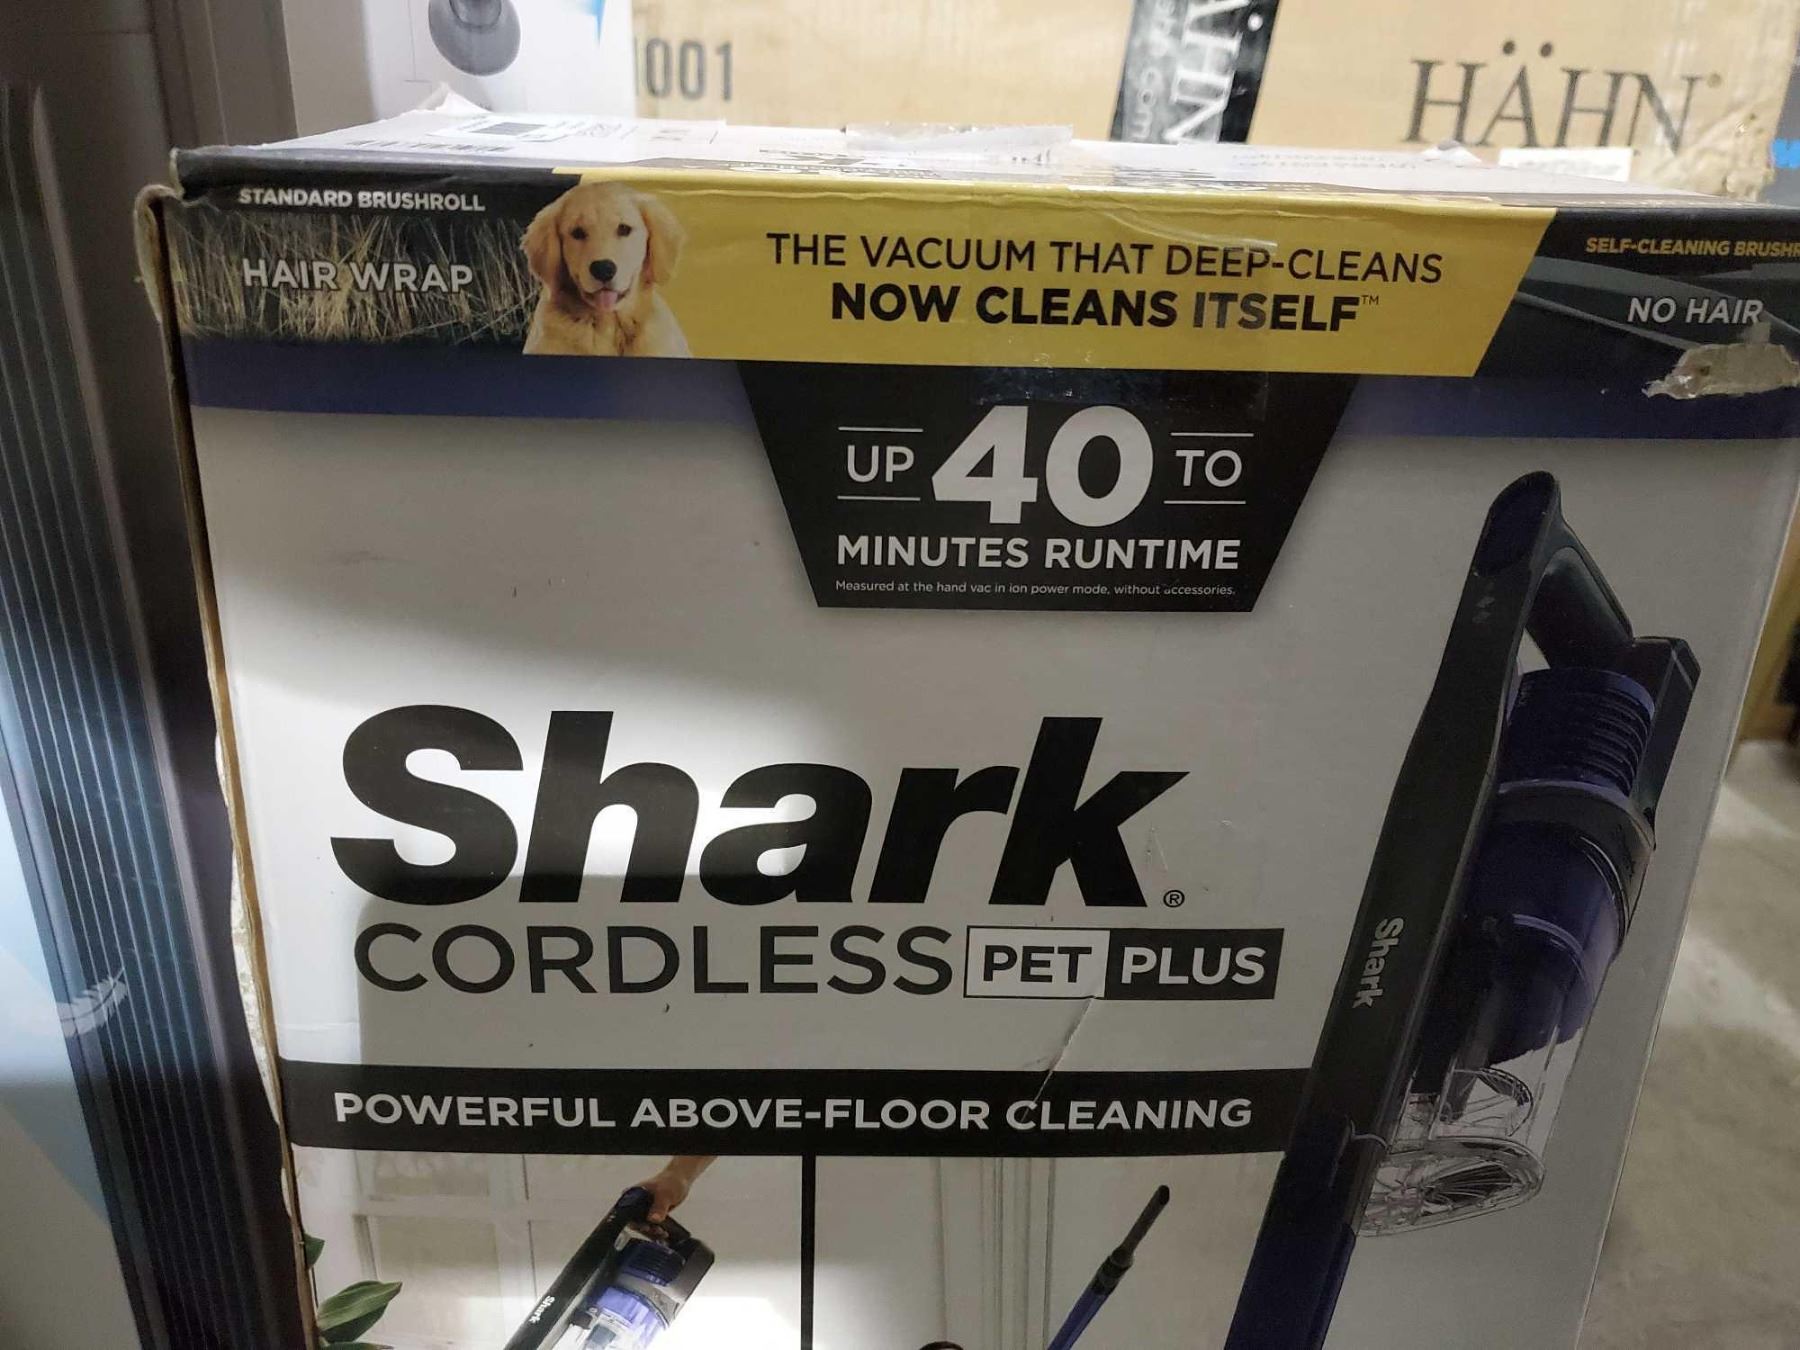 1001
HÄHN
STANDARD BRUSHROLL
HAIR WRAP
THE VACUUM THAT DEEP-CLEANS
NOW CLEANS ITSELF™
SELF-CLEANING
NO HAIR
UP 40 TO
MINUTES RUNTIME
Measured at the hand vac in ion power mode, without accessories.
Shark®
CORDLESS PET PLUS
POWERFUL ABOVE-FLOOR CLEANING
Shark
Shark